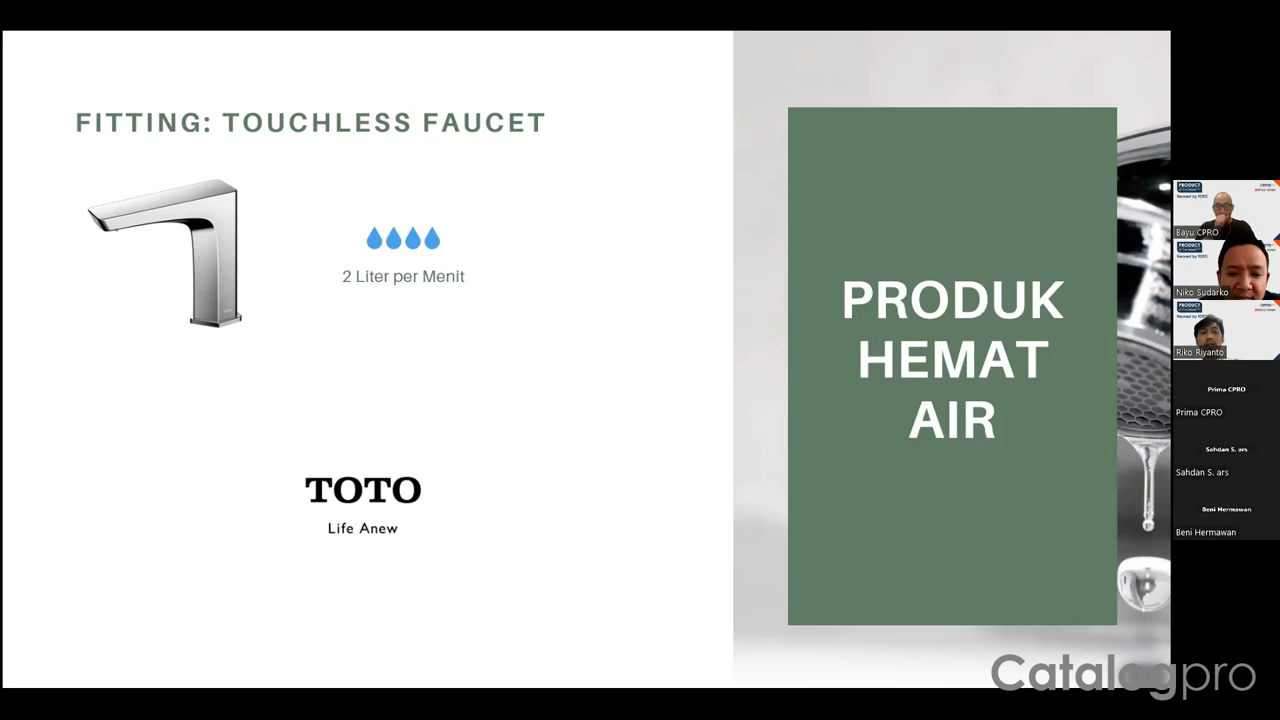 FITTING: TOUCHLESS FAUCET
2 Liter per Menit
TOTO
Life Anew
PRODUK
HEMAT
AIR
Bayu CPRO
Niko Sudarko
Riko Riyanto
Prima CPRO
Prima CPRO
Sahdan S. ars
Sahdan S. ars
Beni Hermawan
Beni Hermawan
Catalogpro